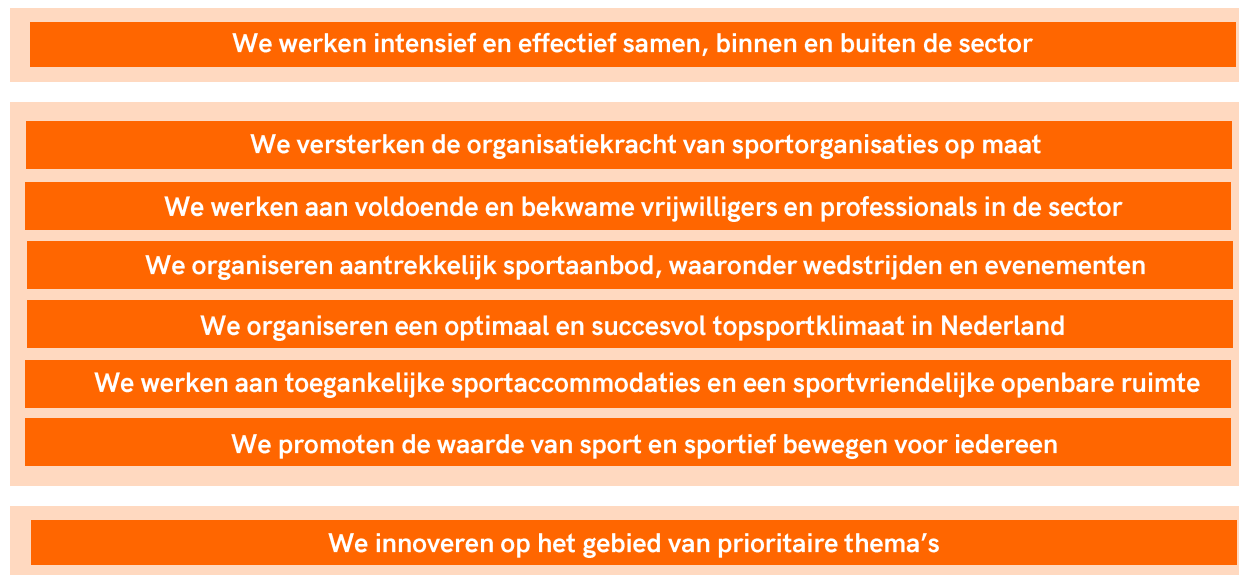 We werken intensief en effectief samen, binnen en buiten de sector
We versterken de organisatiekracht van sportorganisaties op maat
We werken aan voldoende en bekwame vrijwilligers en professionals in de sector
We organiseren aantrekkelijk sportaanbod, waaronder wedstrijden en evenementen
We organiseren een optimaal en succesvol topsportklimaat in Nederland
We werken aan toegankelijke sportaccommodaties en een sportvriendelijke openbare ruimte
We promoten de waarde van sport en sportief bewegen voor iedereen
We innoveren op het gebied van prioritaire thema’s